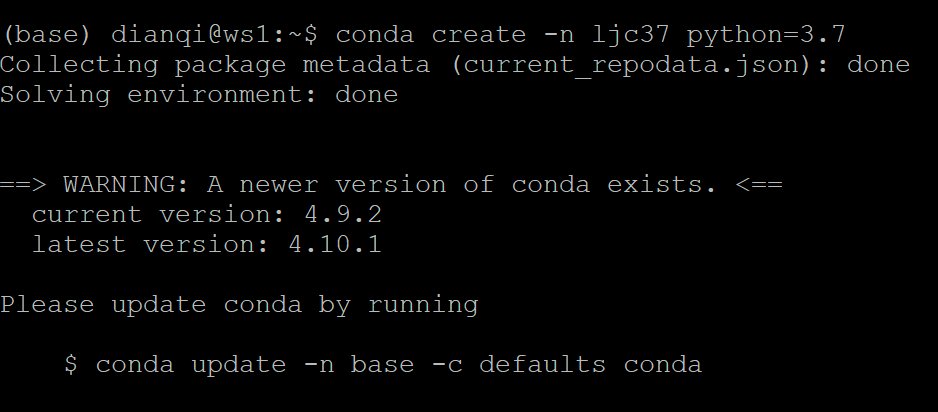 (base) dianqi@ws1:~$ conda create -n ljc37 python=3.7
Collecting package metadata (current_repodata.json): done
Solving environment: done
==> WARNING: A newer version of conda exists. <==
current version: 4.9.2
latest version: 4.10.1
Please update conda by running
$ conda update -n base -c defaults conda